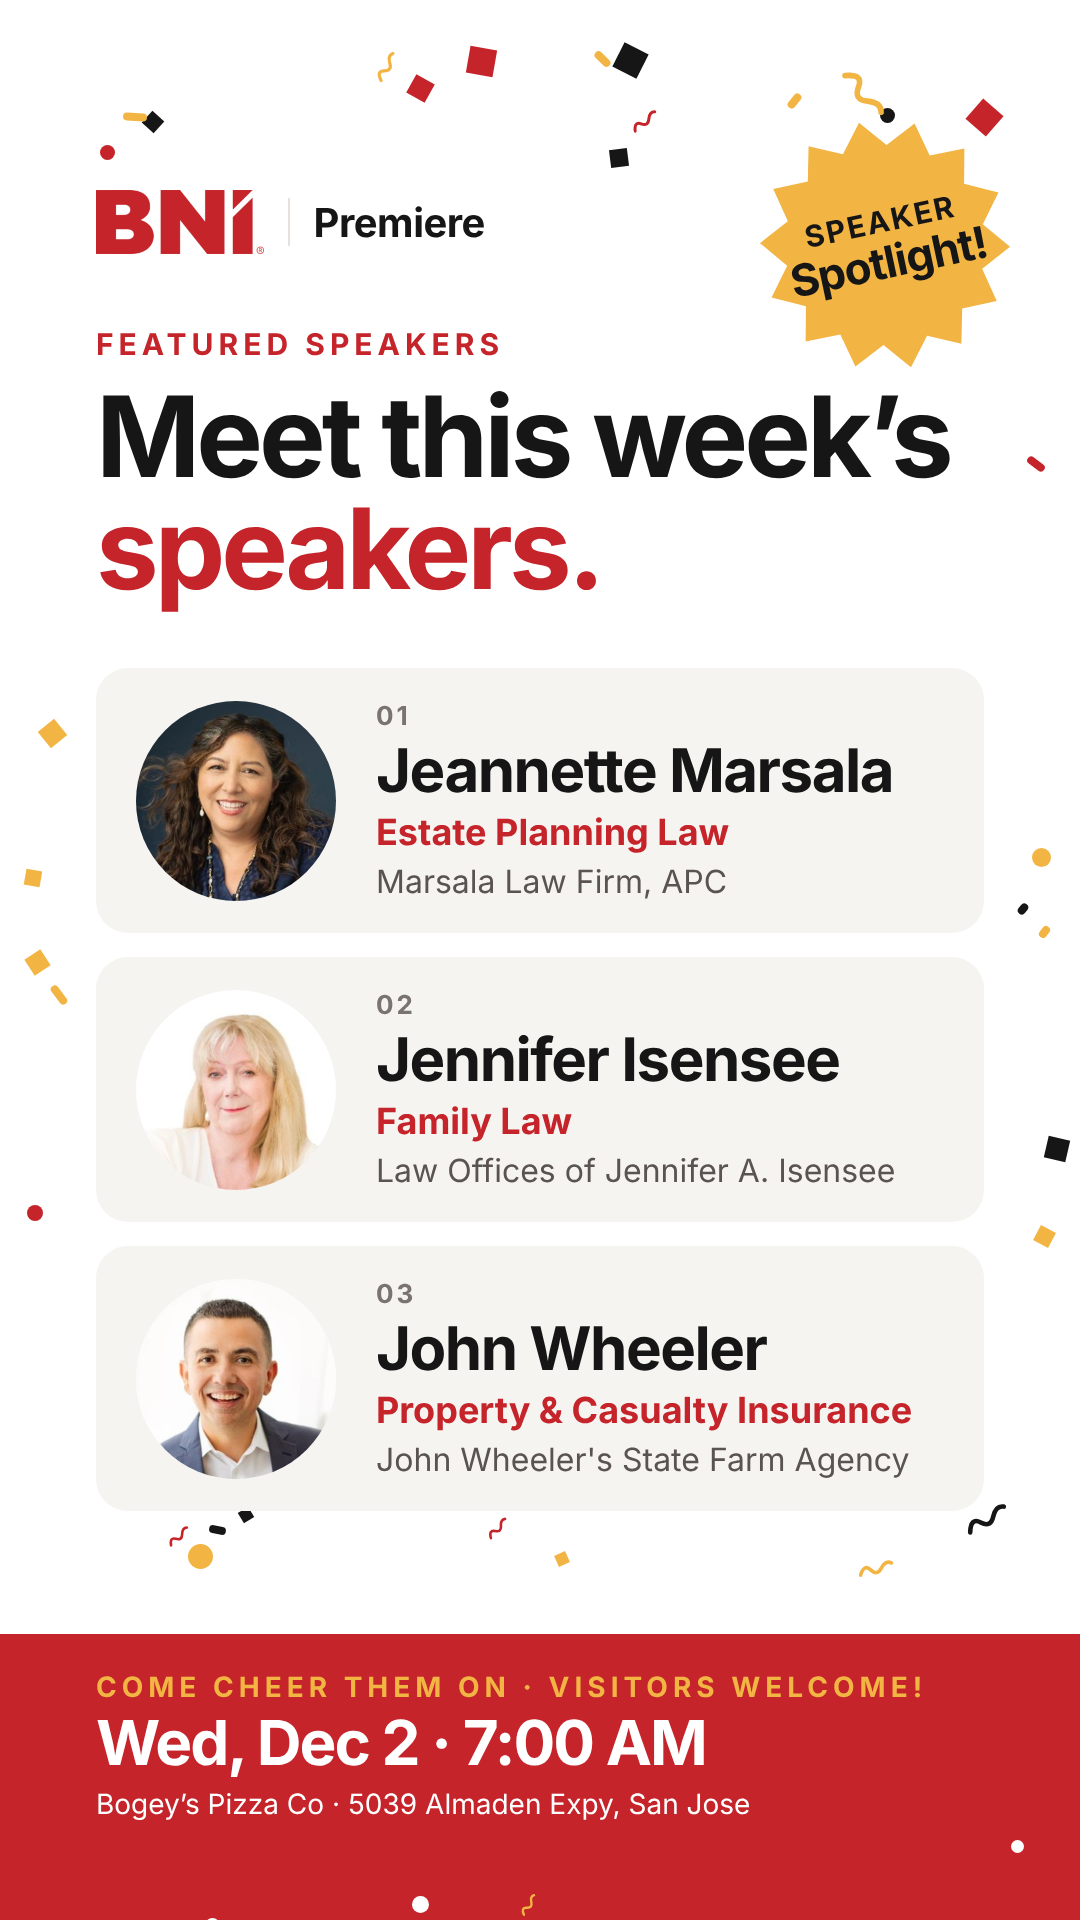 BNI®
Premiere
SPEAKER
Spotlight!
FEATURED SPEAKERS
Meet this week’s
speakers.
01
Jeannette Marsala
Estate Planning Law
Marsala Law Firm, APC
02
Jennifer Isensee
Family Law
Law Offices of Jennifer A. Isensee
03
John Wheeler
Property & Casualty Insurance
John Wheeler's State Farm Agency
COME CHEER THEM ON · VISITORS WELCOME!
Wed, Dec 2 · 7:00 AM
Bogey’s Pizza Co · 5039 Almaden Expy, San Jose